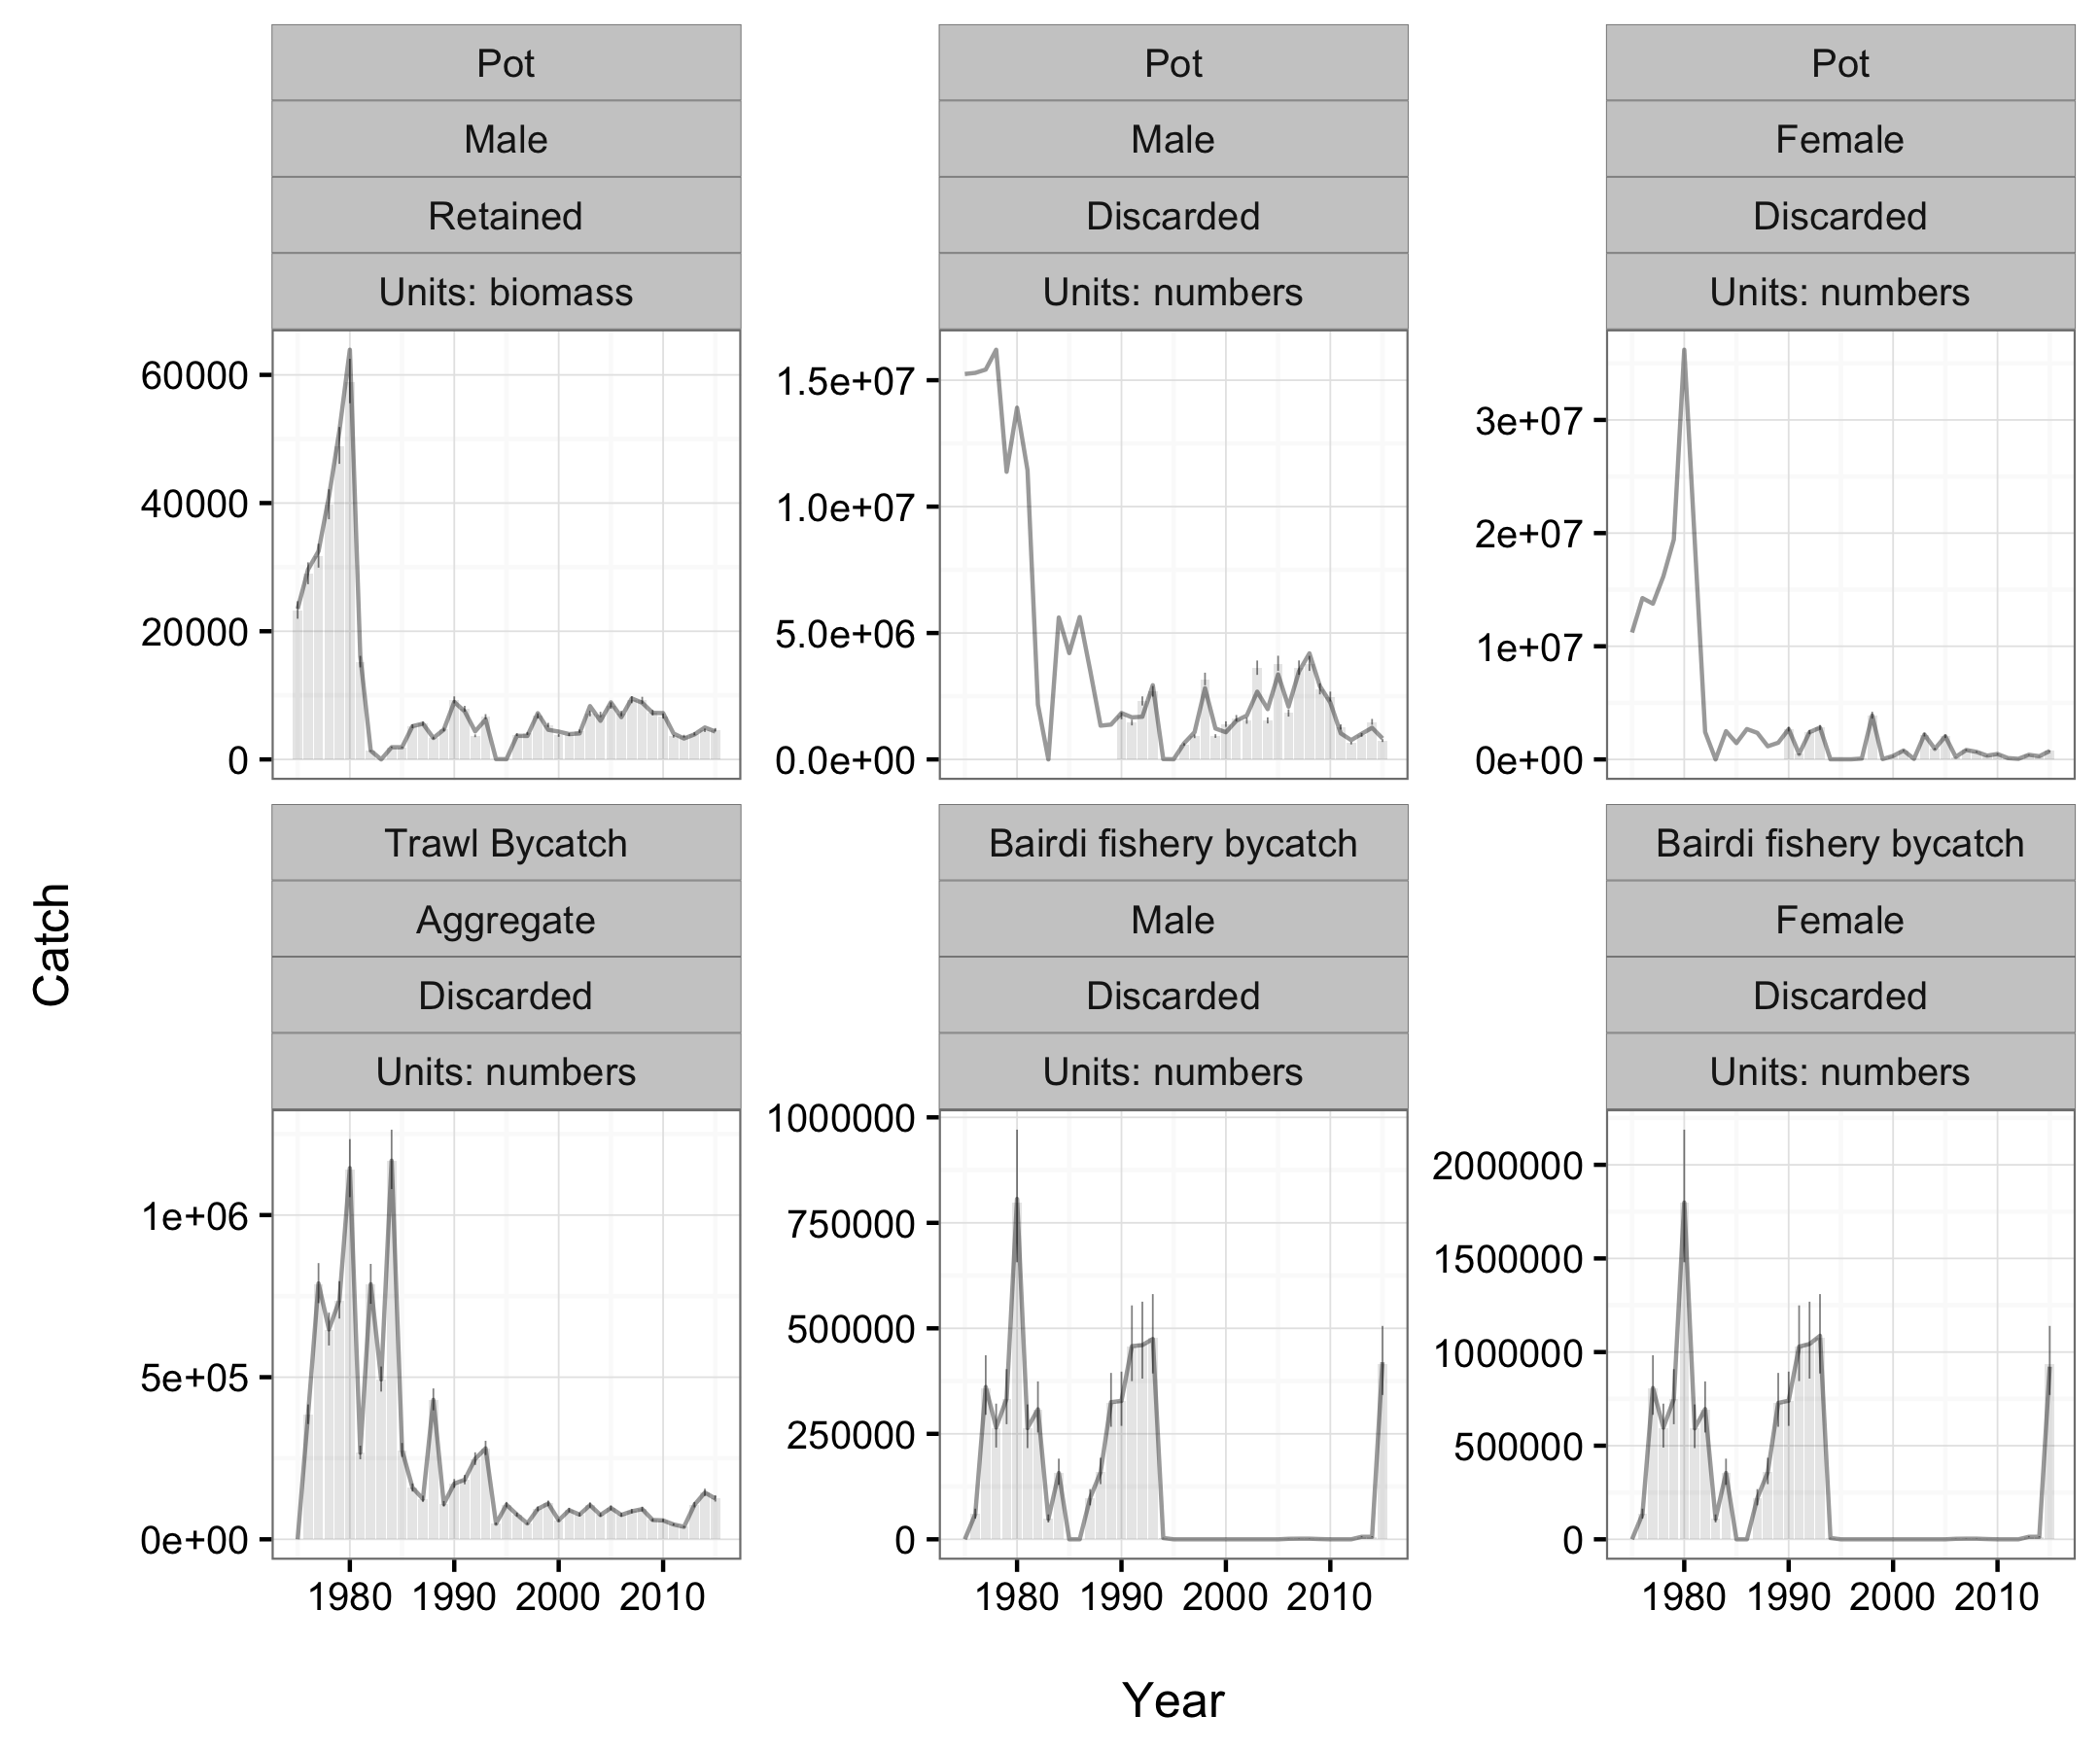 Pot
Male
Retained
Units: biomass
60000
40000
20000
0
Pot
Male
Discarded
Units: numbers
1.5e+07
1.0e+07
5.0e+06
0.0e+00
Pot
Female
Discarded
Units: numbers
3e+07
2e+07
1e+07
0e+00
Catch
Trawl Bycatch
Aggregate
Discarded
Units: numbers
1e+06
5e+05
0e+00
1980 1990 2000 2010
Bairdi fishery bycatch
Male
Discarded
Units: numbers
1000000
750000
500000
250000
0
1980 1990 2000 2010
Bairdi fishery bycatch
Female
Discarded
Units: numbers
2000000
1500000
1000000
500000
0
1980 1990 2000 2010
Year